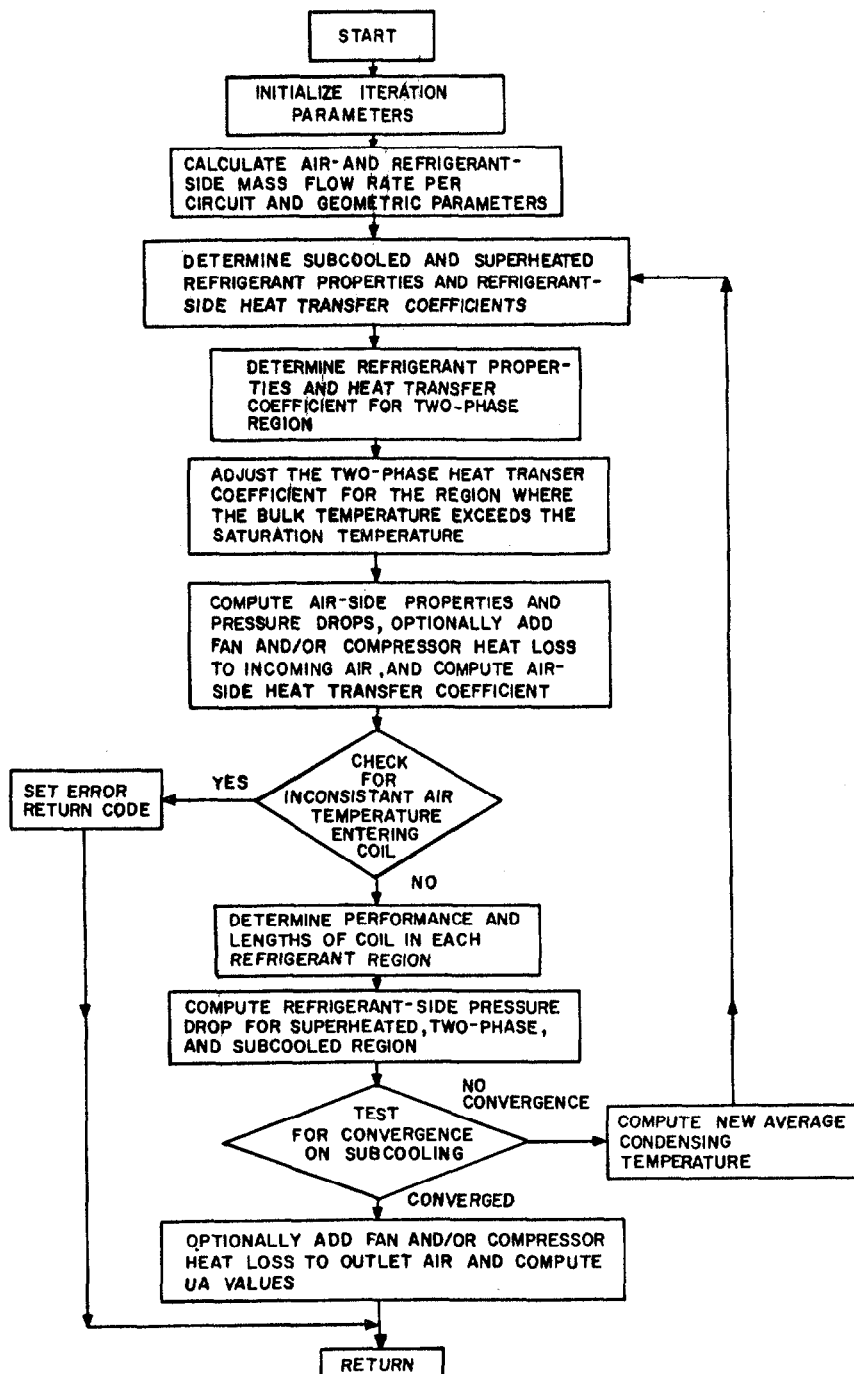 START
INITIALIZE ITERATION
PARAMETERS
CALCULATE AIR-AND REFRIGERANT-
SIDE MASS FLOW RATE PER
CIRCUIT AND GEOMETRIC PARAMETERS
DETERMINE SUBCOOLED AND SUPERHEATED
REFRIGERANT PROPERTIES AND REFRIGERANT-
SIDE HEAT TRANSFER COEFFICIENTS
DETERMINE REFRIGERANT PROPER-
TIES AND HEAT TRANSFER
COEFFICIENT FOR TWO-PHASE
REGION
ADJUST THE TWO-PHASE HEAT TRANSER
COEFFICIENT FOR THE REGION WHERE
THE BULK TEMPERATURE EXCEEDS THE
SATURATION TEMPERATURE
COMPUTE AIR-SIDE PROPERTIES AND
PRESSURE DROPS, OPTIONALLY ADD
FAN AND/OR COMPRESSOR HEAT LOSS
TO INCOMING AIR, AND COMPUTE AIR-
SIDE HEAT TRANSFER COEFFICIENT
CHECK
FOR
INCONSISTANT AIR
TEMPERATURE
ENTERING
COIL
YES
SET ERROR
RETURN CODE
NO
DETERMINE PERFORMANCE AND
LENGTHS OF COIL IN EACH
REFRIGERANT REGION
COMPUTE REFRIGERANT-SIDE PRESSURE
DROP FOR SUPERHEATED, TWO-PHASE,
AND SUBCOOLED REGION
TEST
FOR CONVERGENCE
ON SUBCOOLING
NO
CONVERGENCE
COMPUTE NEW AVERAGE
CONDENSING
TEMPERATURE
CONVERGED
OPTIONALLY ADD FAN AND/OR COMPRESSOR
HEAT LOSS TO OUTLET AIR AND COMPUTE
UA VALUES
RETURN